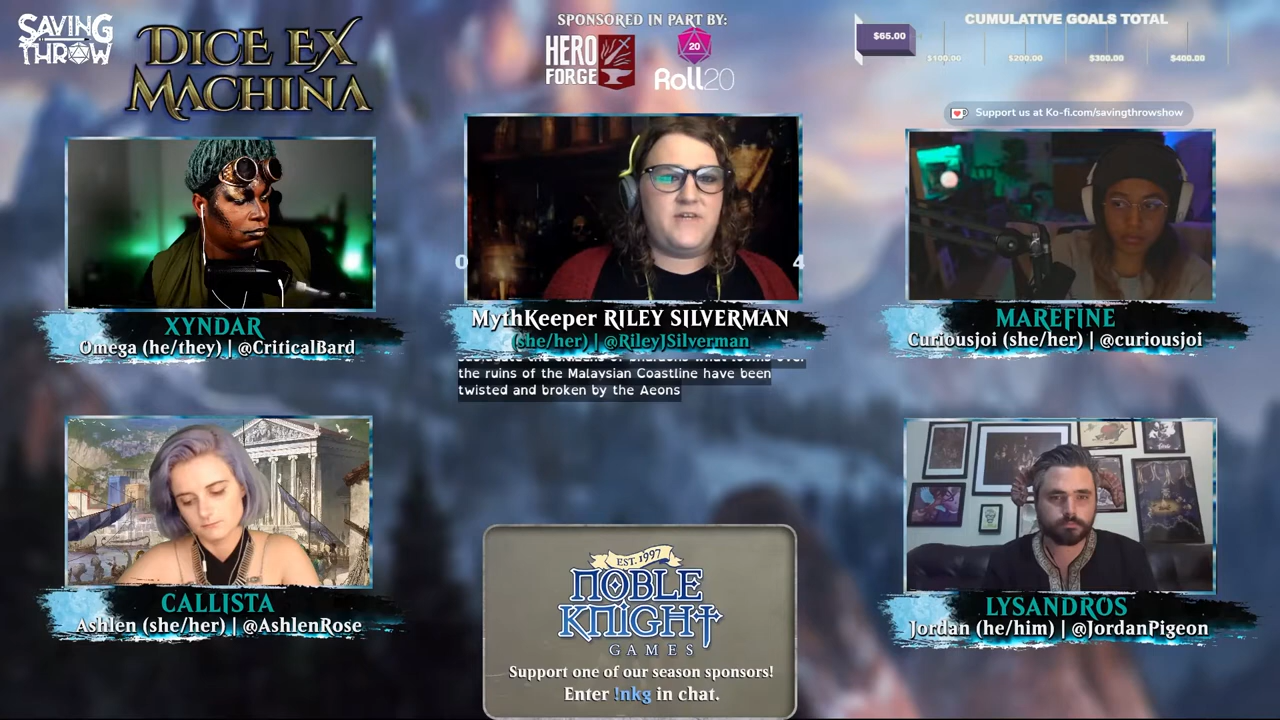 SAVING THROW
DICE EX
MACHINA
SPONSORED IN PART BY:
HERO
FORGE
20
Roll20
CUMULATIVE GOALS TOTAL
$65.00
$100.00
$200.00
$300.00
$400.00
Support us at Ko-fi.com/savingthrowshow
0
4
XYNDAR
Omega (he/they) | @CriticalBard
MythKeeper RILEY SILVERMAN
(she/her) | @RileyJSilverman
the ruins of the Malaysian Coastline have been
twisted and broken by the Aeons
MAREFINE
Curiousjoi (she/her) | @curiousjoi
CALLISTA
Ashlen (she/her) | @AshlenRose
LYSANDROS
Jordan (he/him) | @JordanPigeon
EST. 1997
NOBLE
KNIGHT
GAMES
Support one of our season sponsors!
Enter !nkg in chat.